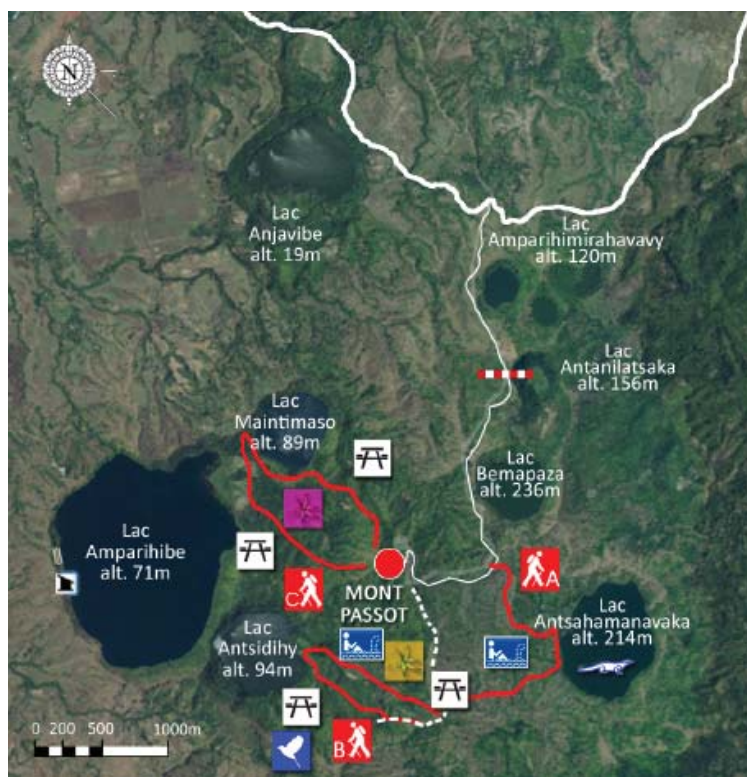 N
Lac
Anjavibe
alt. 19m
Lac
Amparihimirahavavy
alt. 120m
Lac
Antanilatsaka
alt. 156m
Lac
Maintimaso
alt. 89m
Lac
Bemapaza
alt. 236m
Lac
Amparihibe
alt. 71m
A
C
MONT
PASSOT
Lac
Antsahamanavaka
alt. 214m
Lac
Antsidihy
alt. 94m
B
0 200 500 1000m